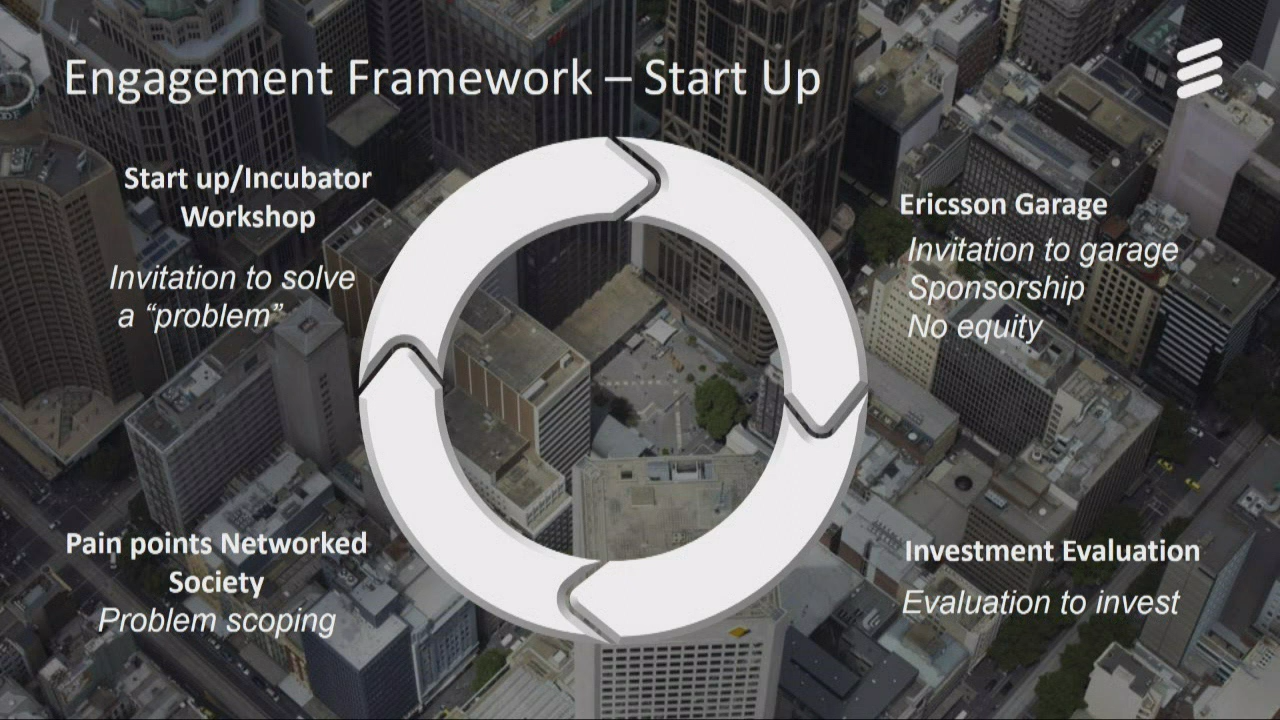 Engagement Framework – Start Up
Start up/Incubator
Workshop
Invitation to solve
a “problem”
Ericsson Garage
Invitation to garage
Sponsorship
No equity
Pain points Networked
Society
Problem scoping
Investment Evaluation
Evaluation to invest